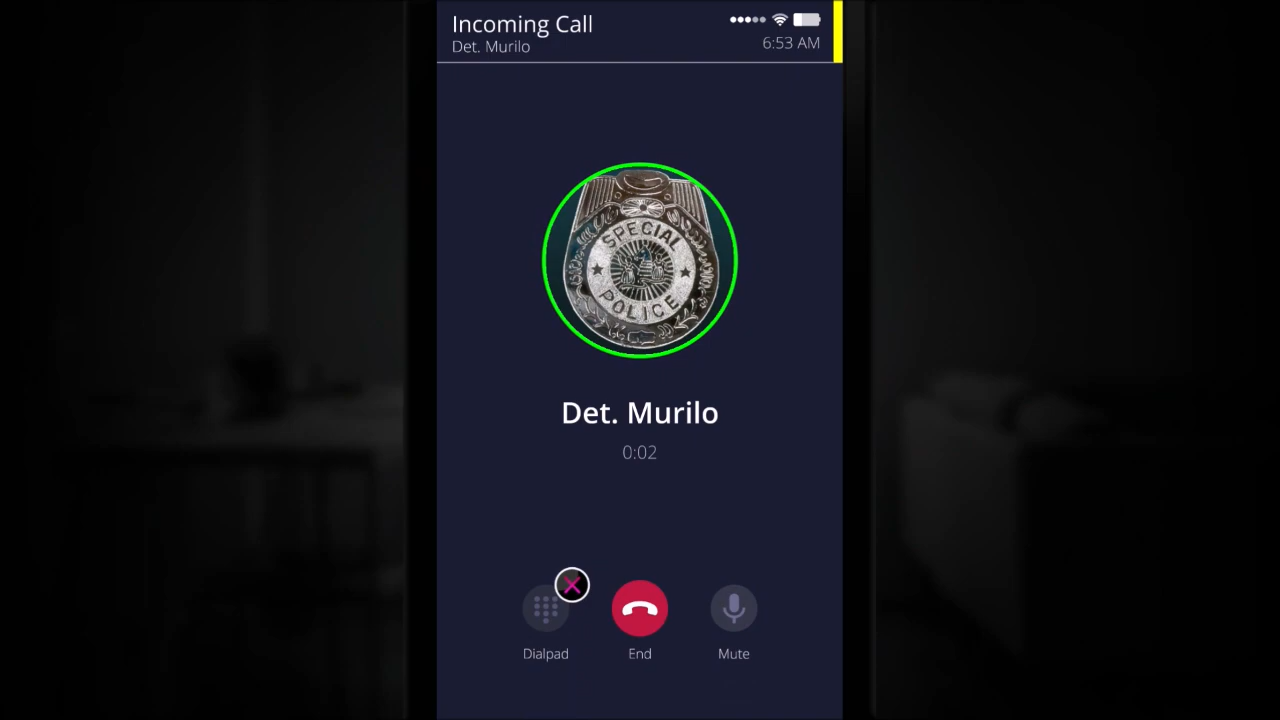 Incoming Call
Det. Murilo
6:53 AM
SPECIAL
POLICE
Det. Murilo
0:02
Dialpad
End
Mute